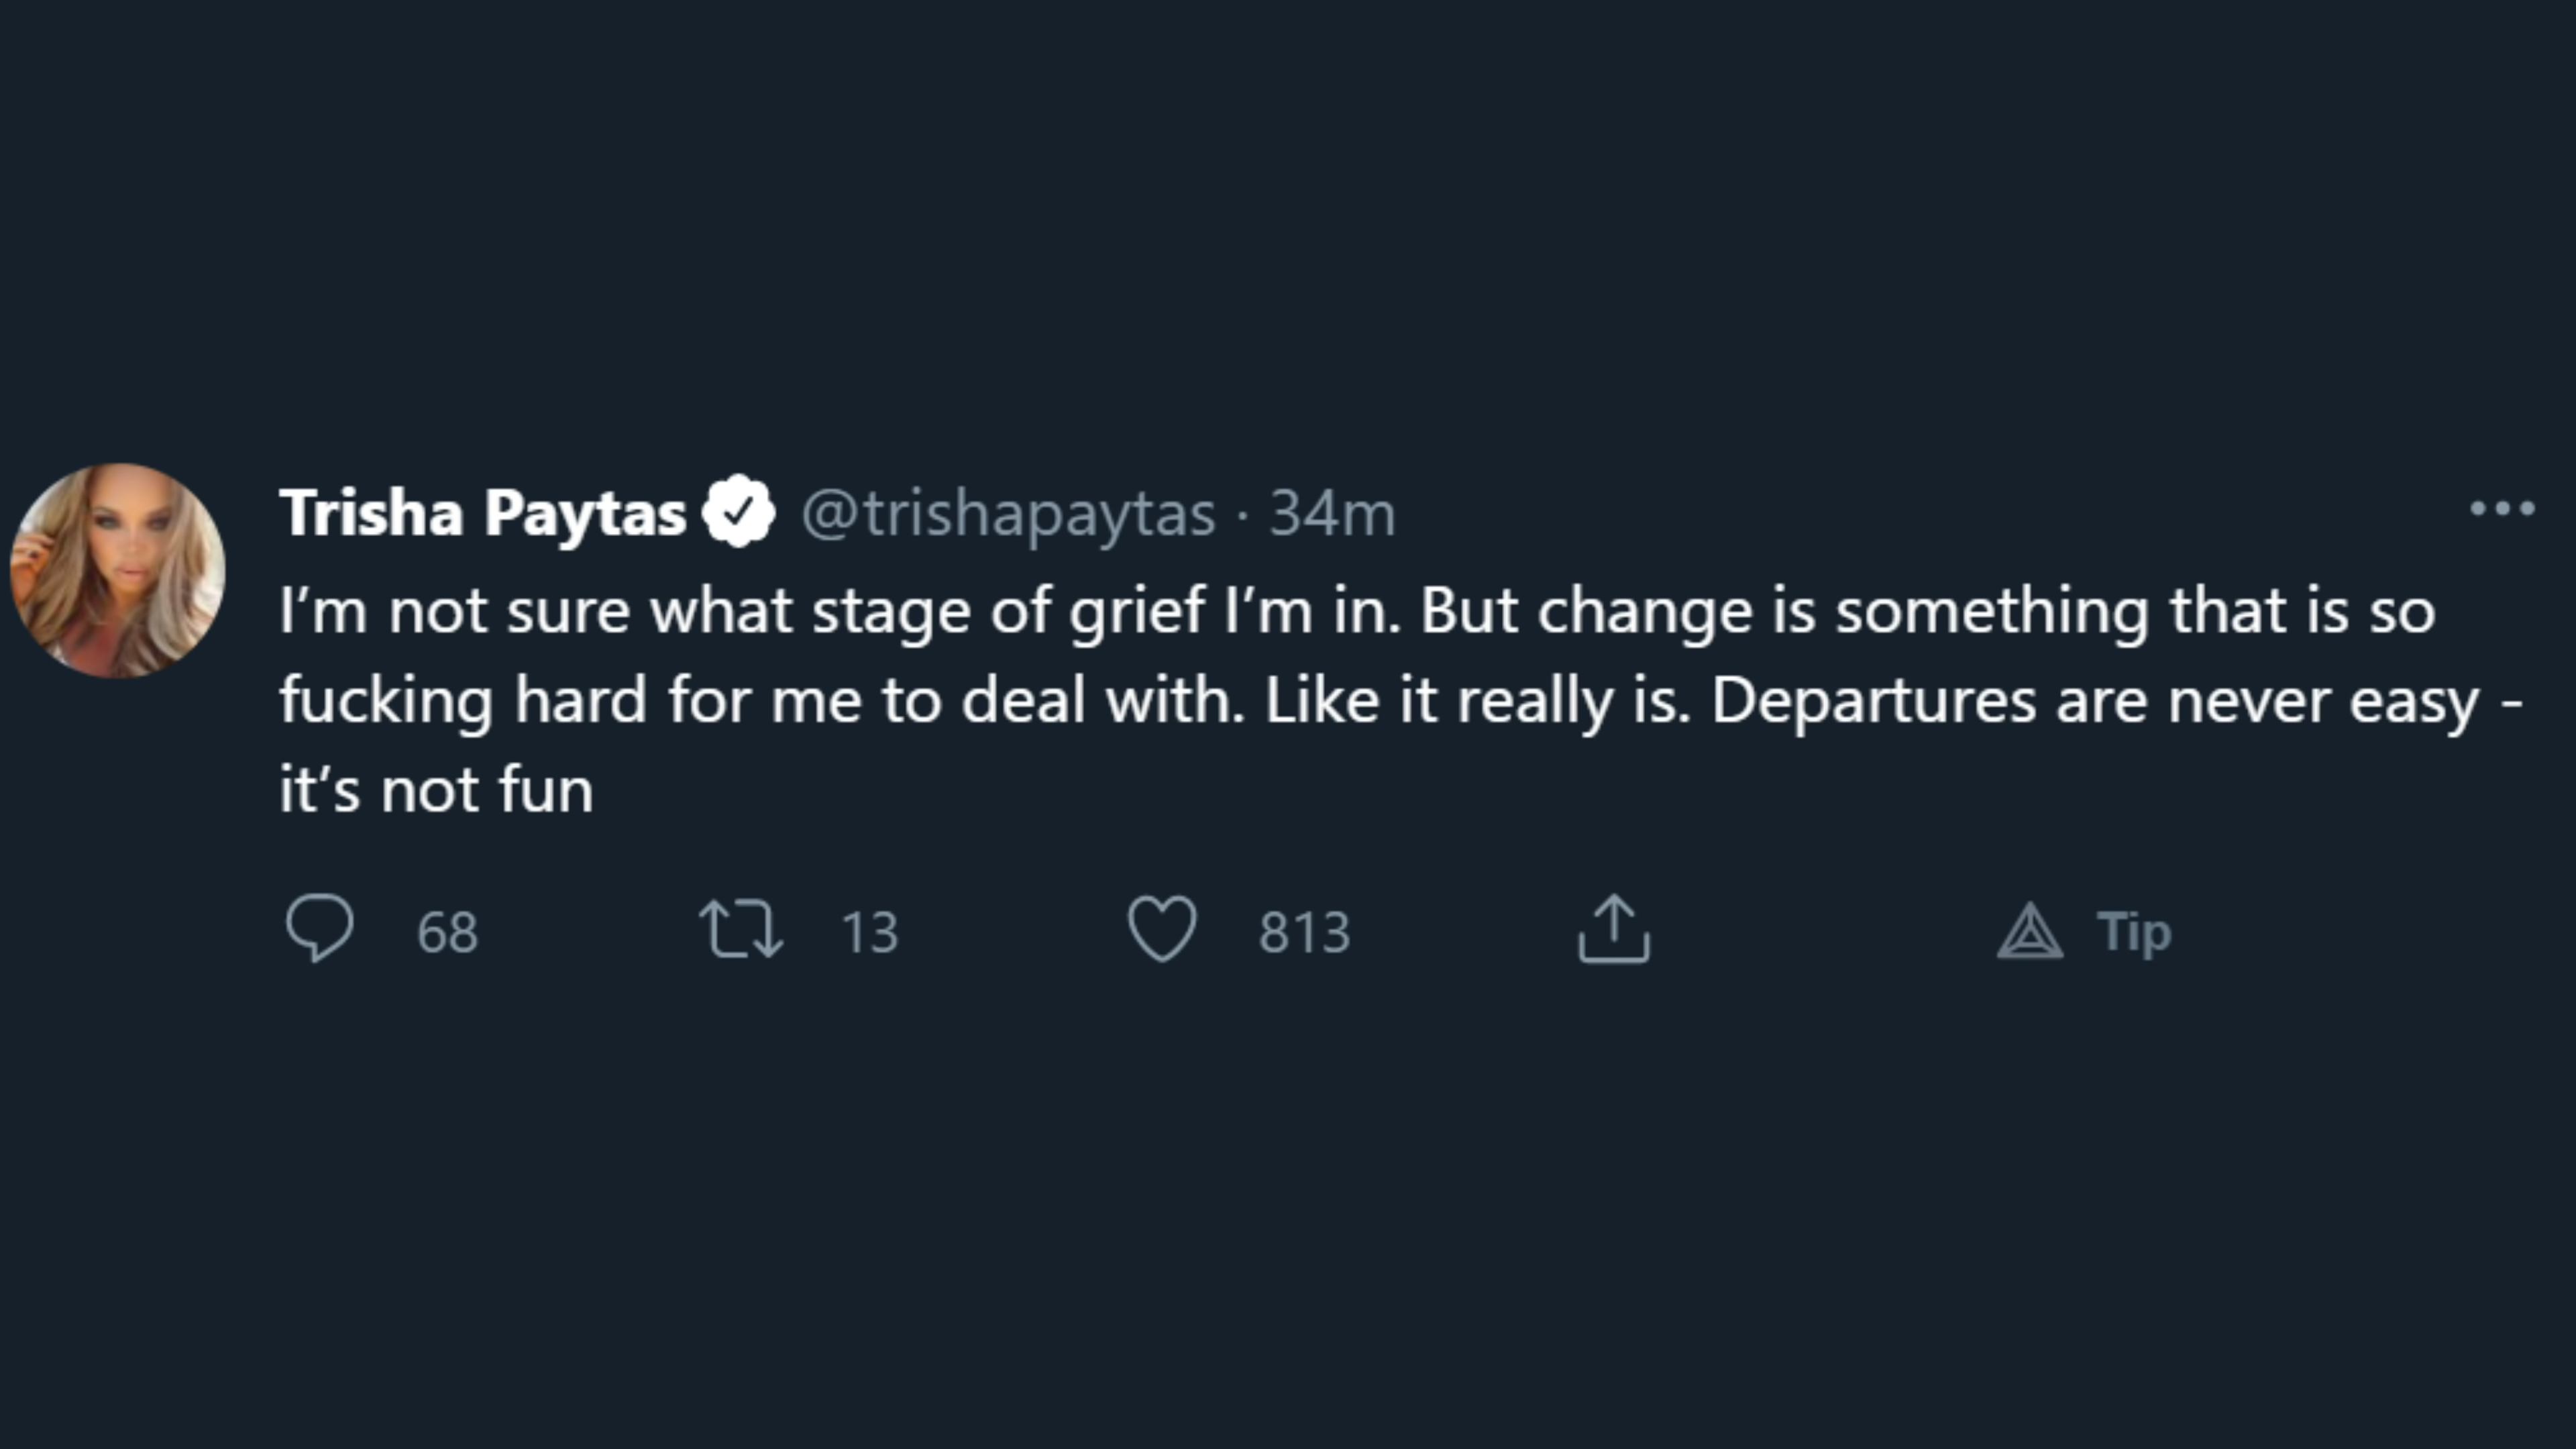 Trisha Paytas @trishapaytas · 34m
I’m not sure what stage of grief I’m in. But change is something that is so
fucking hard for me to deal with. Like it really is. Departures are never easy -
it’s not fun
68 13 813 Tip